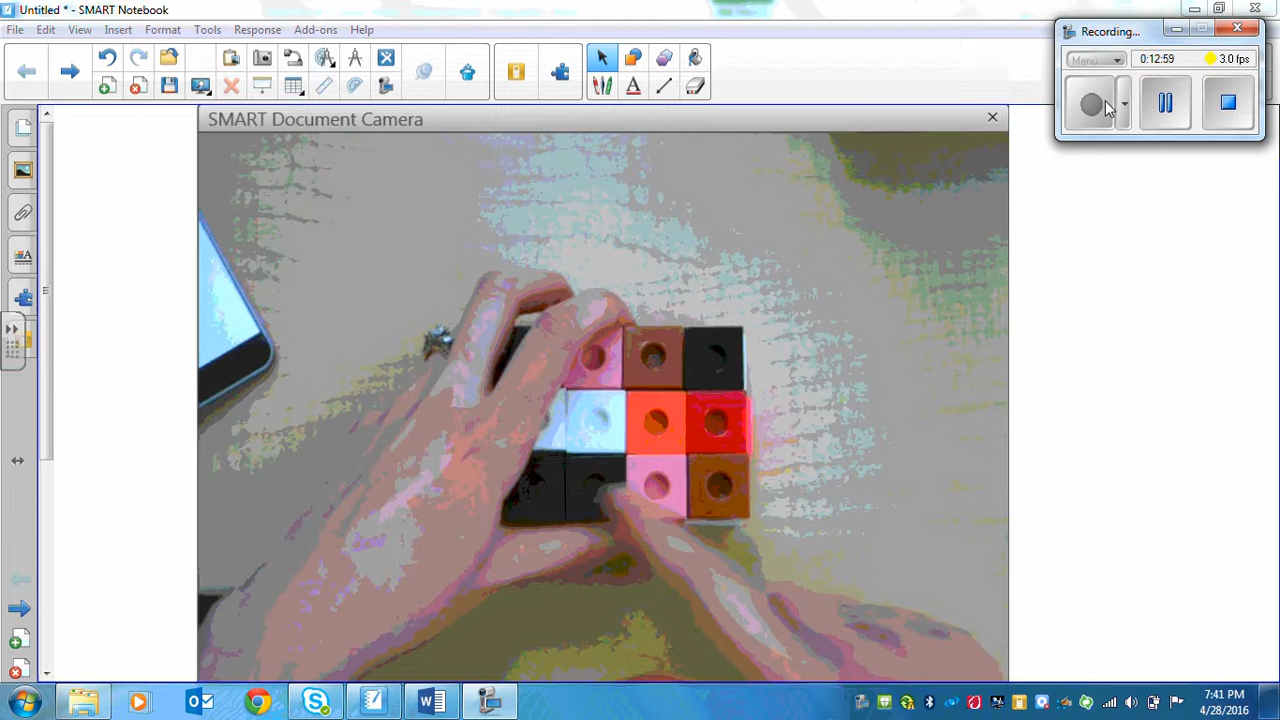 Untitled * - SMART Notebook
File Edit View Insert Format Tools Response Add-ons Help
Recording...
Menu 0:12:59 3.0 fps
SMART Document Camera
7:41 PM
4/28/2016